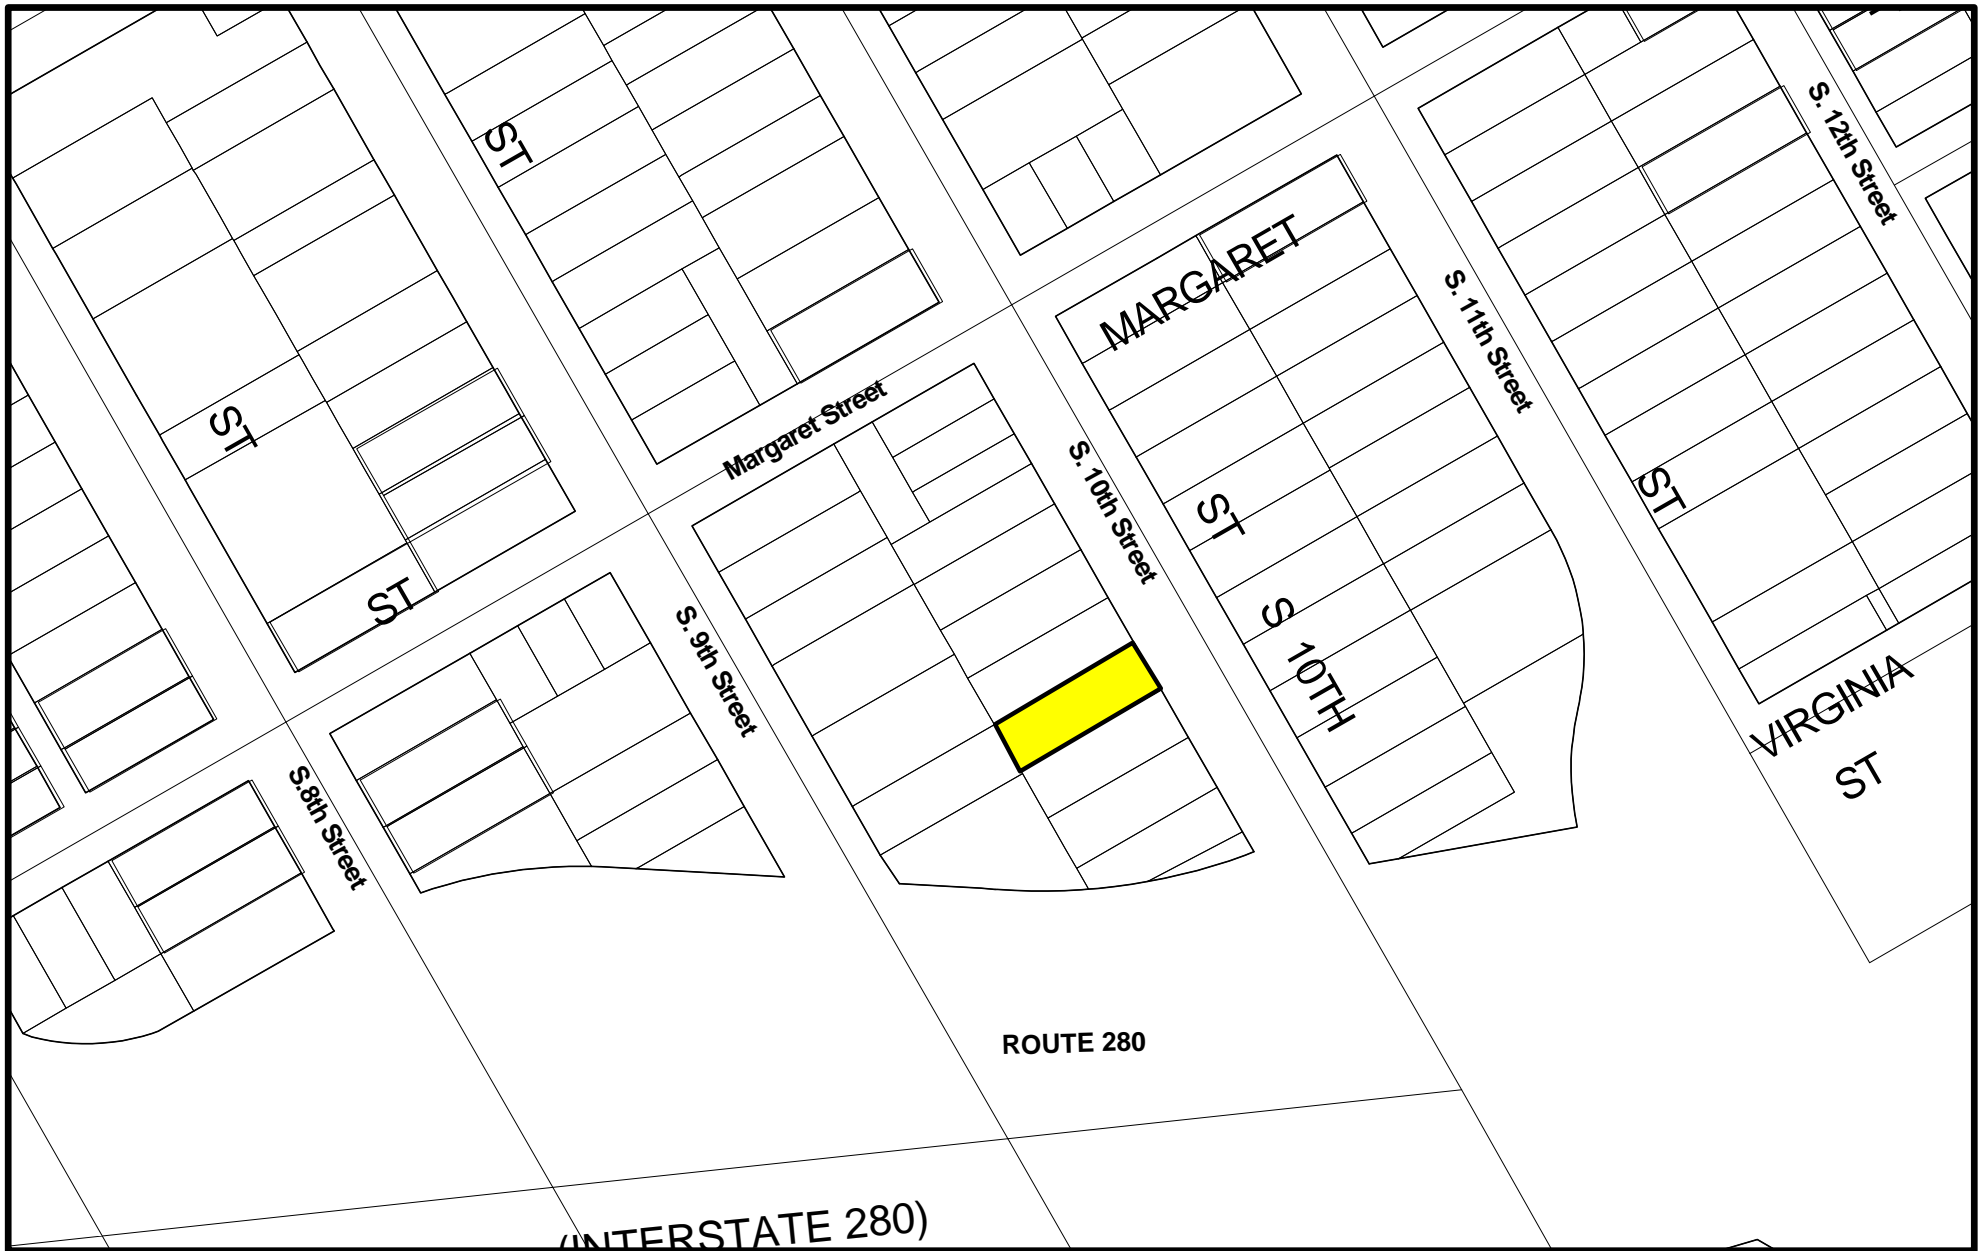 ST
S. 12th Street
MARGARET
S. 11th Street
ST
Margaret Street
S. 10th Street
ST
ST
ST
S. 9th Street
S 10TH
VIRGINIA
ST
S.8th Street
ROUTE 280
(INTERSTATE 280)